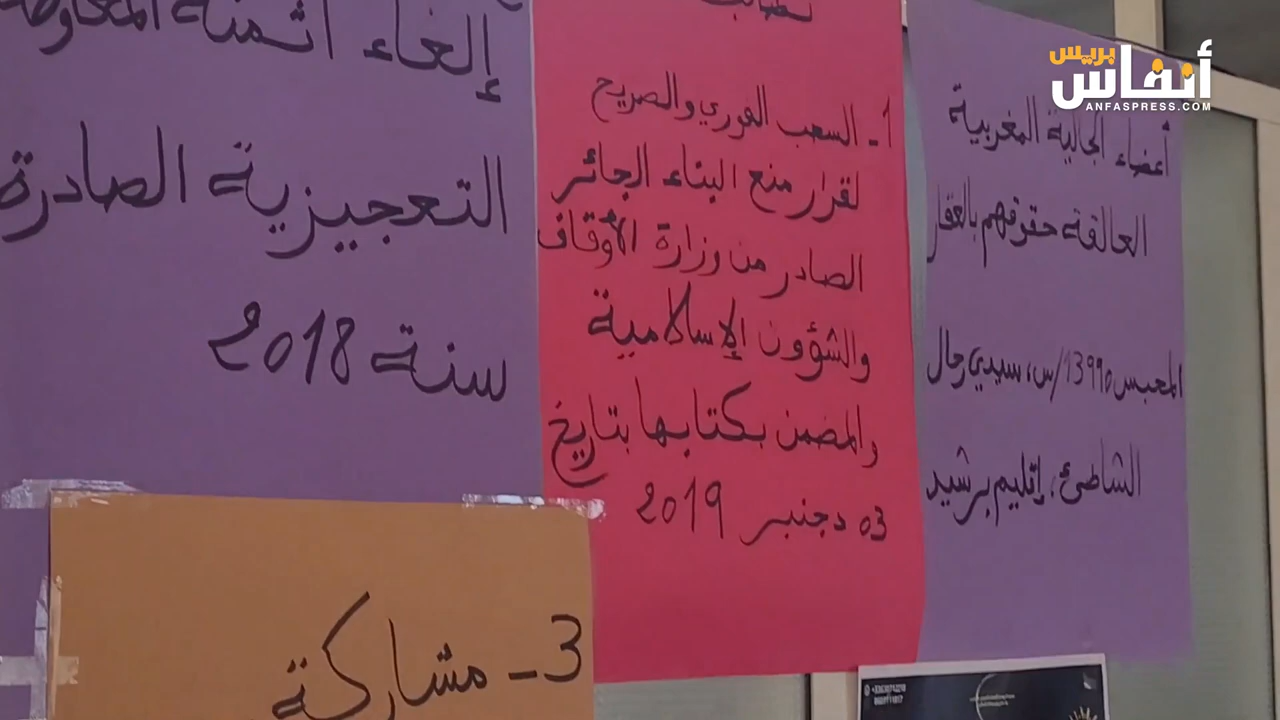 أنفاس بريس
ANFASPRESS.COM
أعضاء الجالية المغربية
العالقة حقوقهم بالعقار
المحبس 13990/س، سيدي رحال
الشاطئ، إقليم برشيد
1- السحب الفوري والصريح
لقرار منع البناء الجائر
الصادر من وزارة الأوقاف
والشؤون الإسلامية
والمضمن بكتابها بتاريخ
03 دجنبر 2019
إلغاء أثمنة المعاوضة
التعجيزية الصادرة
سنة 2018
3- مشاركة